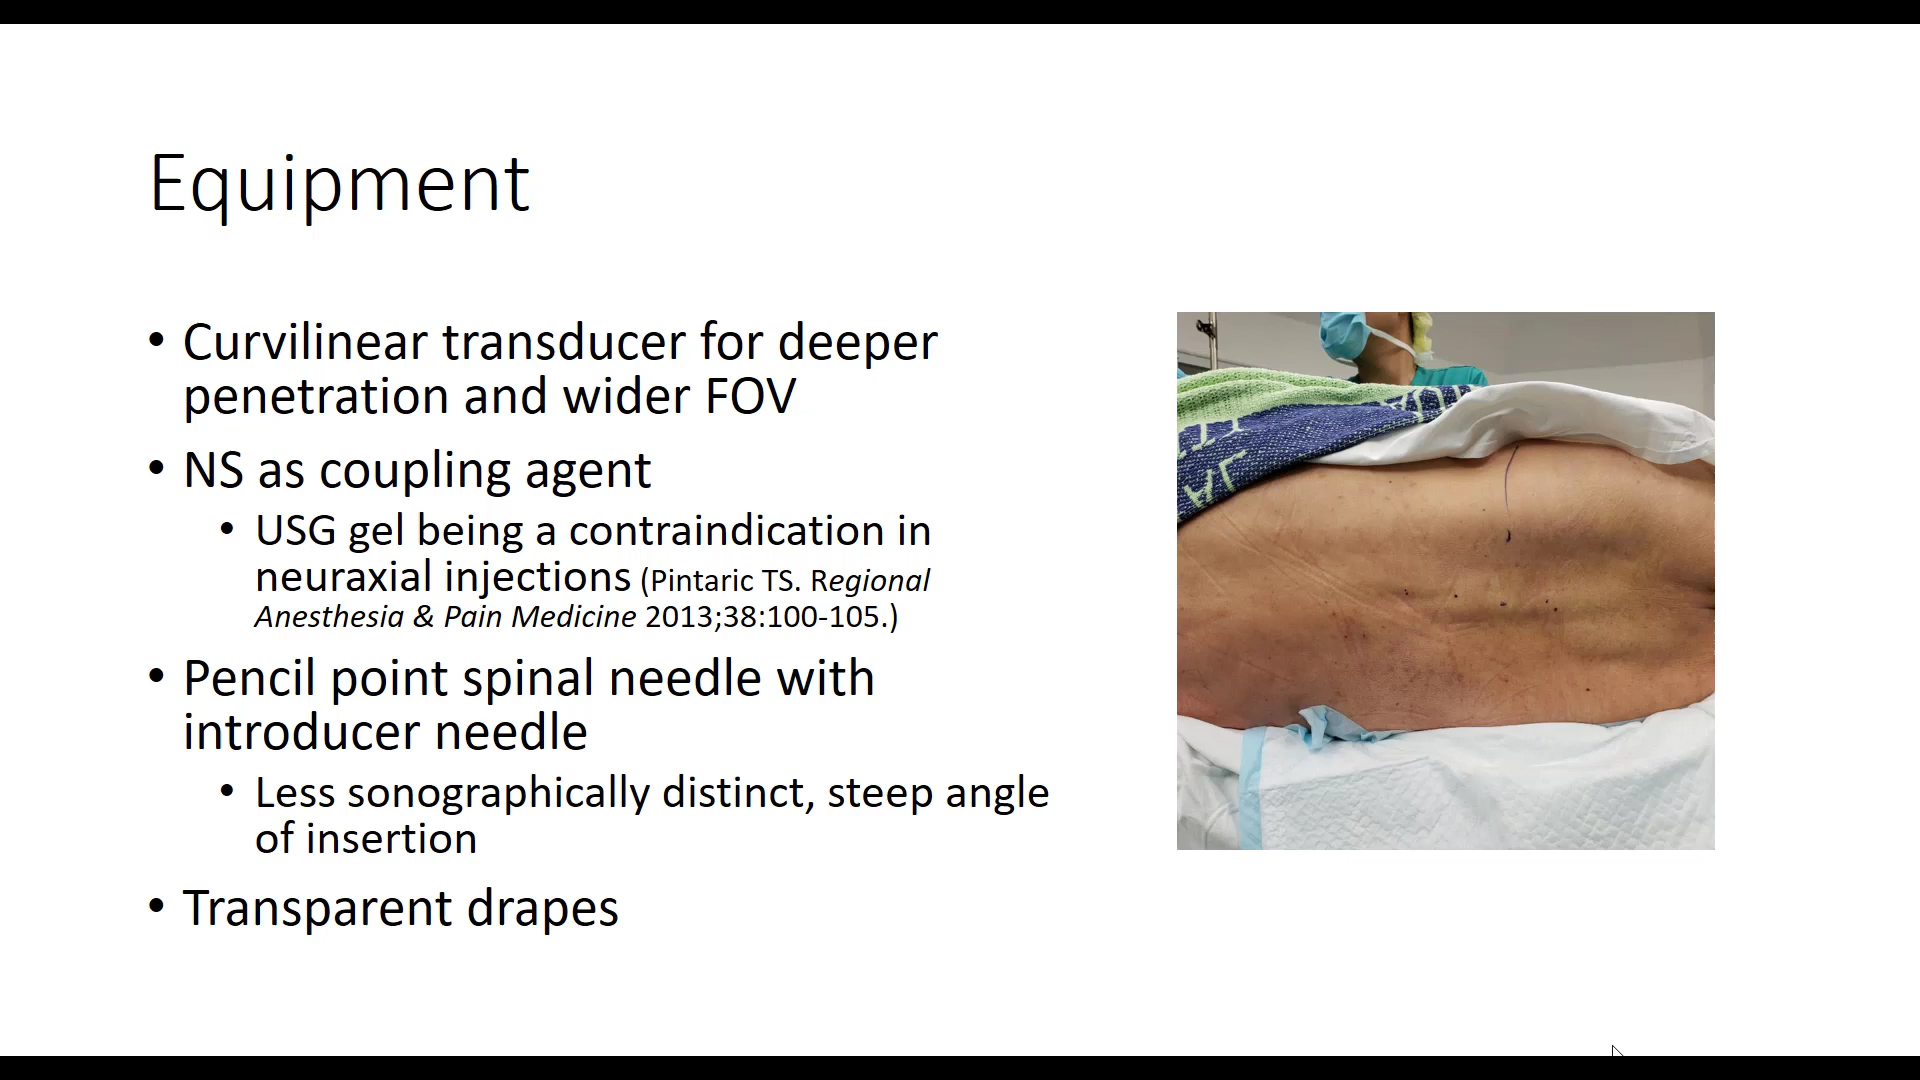 Equipment
• Curvilinear transducer for deeper
penetration and wider FOV
• NS as coupling agent
• USG gel being a contraindication in
neuraxial injections (Pintaric TS. Regional
Anesthesia & Pain Medicine 2013;38:100-105.)
• Pencil point spinal needle with
introducer needle
• Less sonographically distinct, steep angle
of insertion
• Transparent drapes